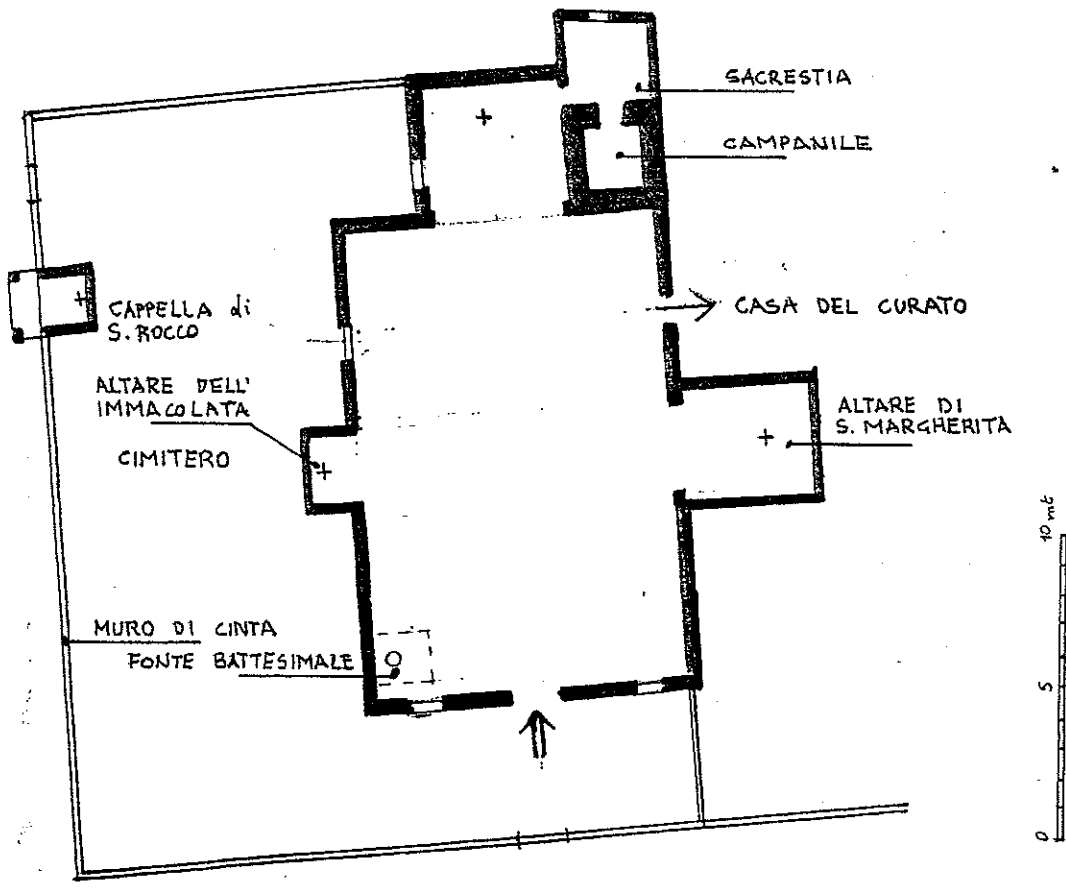 SACRESTIA
CAMPANILE
CAPPELLA di
S. ROCCO
CASA DEL CURATO
ALTARE DELL'
IMMACOLATA
ALTARE DI
S. MARGHERITA
CIMITERO
MURO DI CINTA
FONTE BATTESIMALE
10 mt
5
0